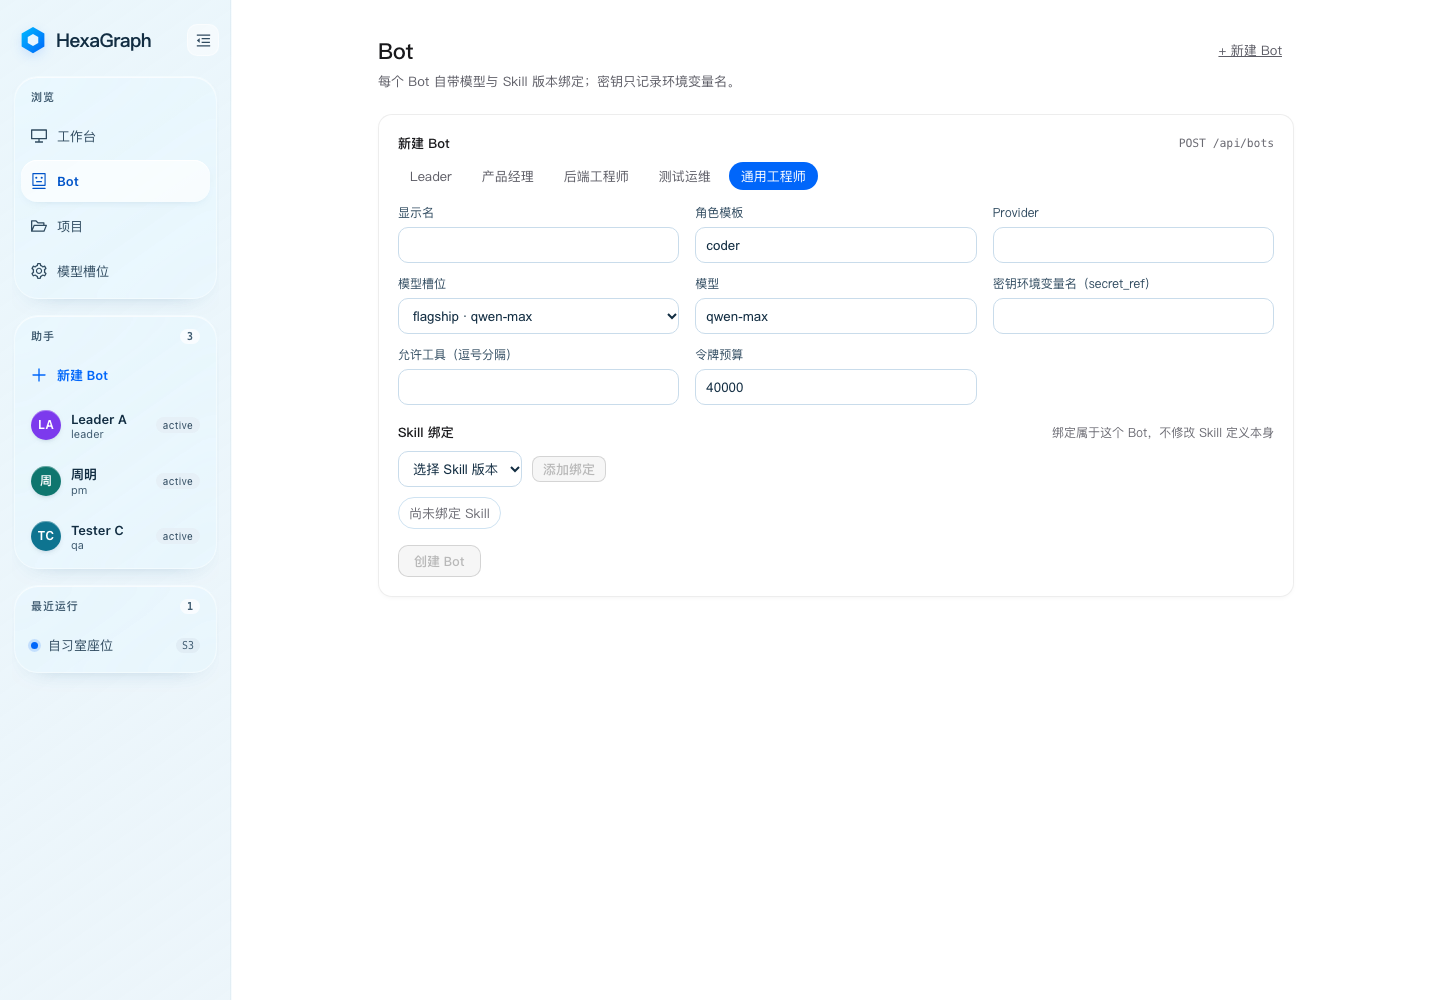 HexaGraph
浏览
工作台
Bot
项目
模型槽位
助手 3
新建 Bot
LA Leader A active
leader
周 周明 active
pm
TC Tester C active
qa
最近运行 1
自习室座位 S3
Bot
+ 新建 Bot
每个 Bot 自带模型与 Skill 版本绑定；密钥只记录环境变量名。
新建 Bot POST /api/bots
Leader 产品经理 后端工程师 测试运维 通用工程师
显示名 角色模板 Provider
coder
模型槽位 模型 密钥环境变量名（secret_ref）
flagship · qwen-max qwen-max
允许工具（逗号分隔） 令牌预算
40000
Skill 绑定 绑定属于这个 Bot，不修改 Skill 定义本身
选择 Skill 版本 添加绑定
尚未绑定 Skill
创建 Bot